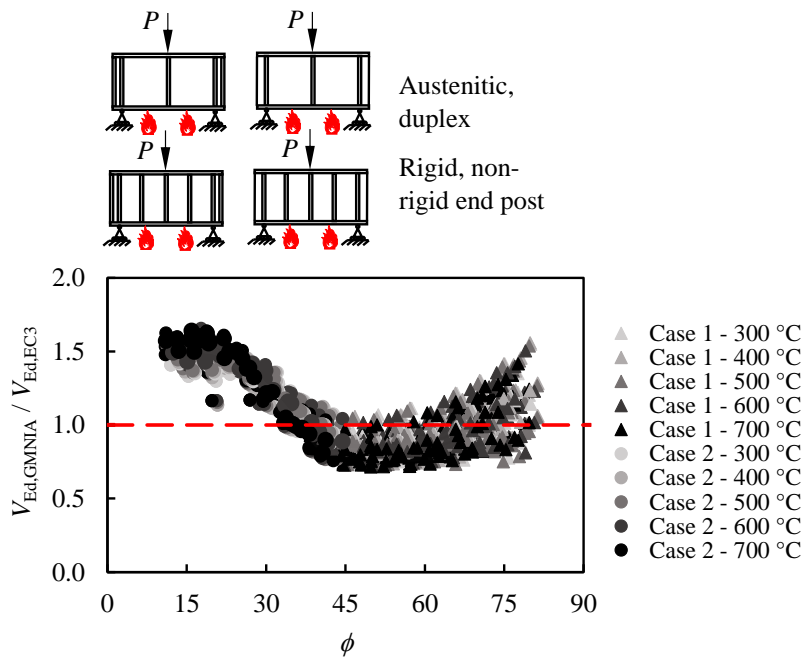 P
P
Austenitic,
duplex
P
P
Rigid, non-
rigid end post
2.0
1.5
1.0
0.5
0.0
V_Ed,GMNIA / V_Ed,EC3
0
15
30
45
60
75
90
ϕ
Case 1 - 300 °C
Case 1 - 400 °C
Case 1 - 500 °C
Case 1 - 600 °C
Case 1 - 700 °C
Case 2 - 300 °C
Case 2 - 400 °C
Case 2 - 500 °C
Case 2 - 600 °C
Case 2 - 700 °C